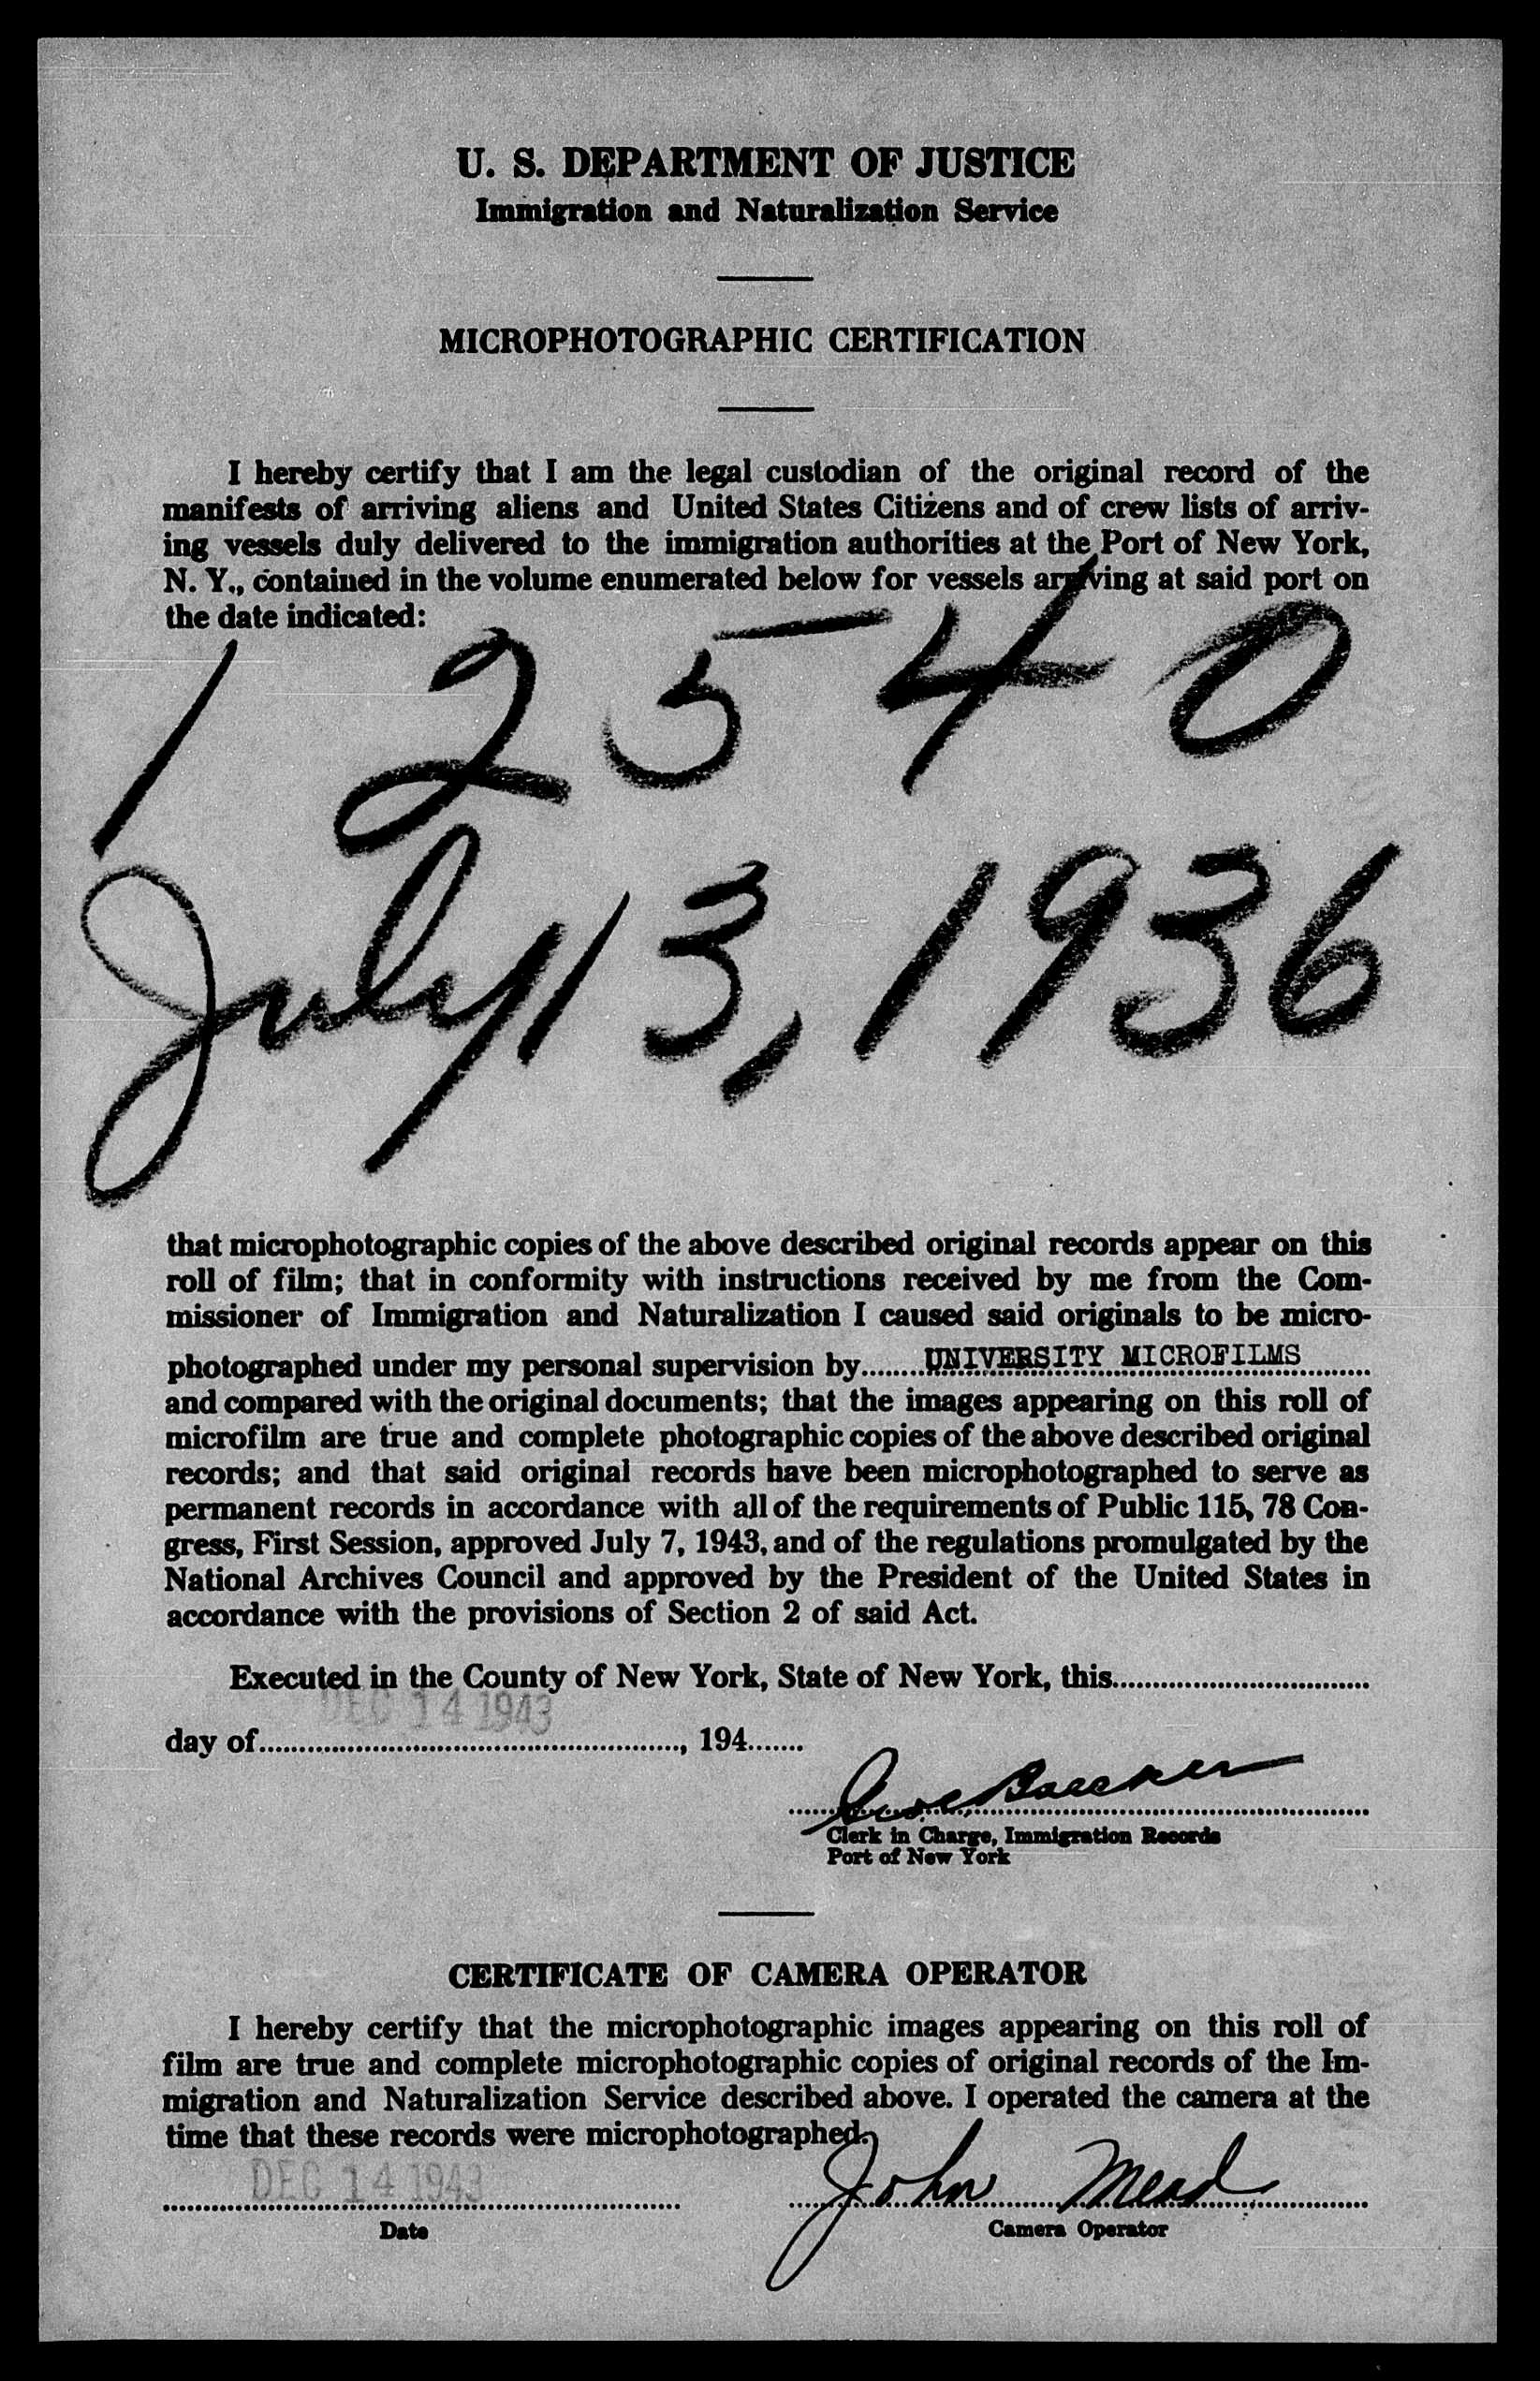 U. S. DEPARTMENT OF JUSTICE
Immigration and Naturalization Service
MICROPHOTOGRAPHIC CERTIFICATION
I hereby certify that I am the legal custodian of the original record of the
manifests of arriving aliens and United States Citizens and of crew lists of arriv-
ing vessels duly delivered to the immigration authorities at the Port of New York,
N. Y., contained in the volume enumerated below for vessels arriving at said port on
the date indicated:
1 2540
July 13, 1936
that microphotographic copies of the above described original records appear on this
roll of film; that in conformity with instructions received by me from the Com-
missioner of Immigration and Naturalization I caused said originals to be micro-
photographed under my personal supervision by........UNIVERSITY MICROFILMS.........
and compared with the original documents; that the images appearing on this roll of
microfilm are true and complete photographic copies of the above described original
records; and that said original records have been microphotographed to serve as
permanent records in accordance with all of the requirements of Public 115, 78 Con-
gress, First Session, approved July 7, 1943, and of the regulations promulgated by the
National Archives Council and approved by the President of the United States in
accordance with the provisions of Section 2 of said Act.
Executed in the County of New York, State of New York, this................................
DEC 14 1943
day of...................................................., 194.......
Baecker
Clerk in Charge, Immigration Records
Port of New York
CERTIFICATE OF CAMERA OPERATOR
I hereby certify that the microphotographic images appearing on this roll of
film are true and complete microphotographic copies of original records of the Im-
migration and Naturalization Service described above. I operated the camera at the
time that these records were microphotographed.
DEC 14 1943 John Mead
Date Camera Operator